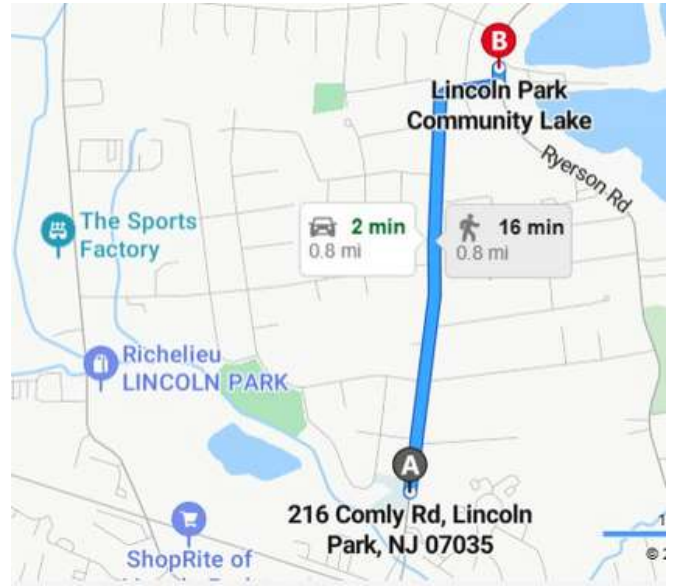 B
Lincoln Park
Community Lake
Ryerson Rd
The Sports
Factory
2 min
0.8 mi
16 min
0.8 mi
Richelieu
LINCOLN PARK
A
216 Comly Rd, Lincoln
Park, NJ 07035
ShopRite of
1
©